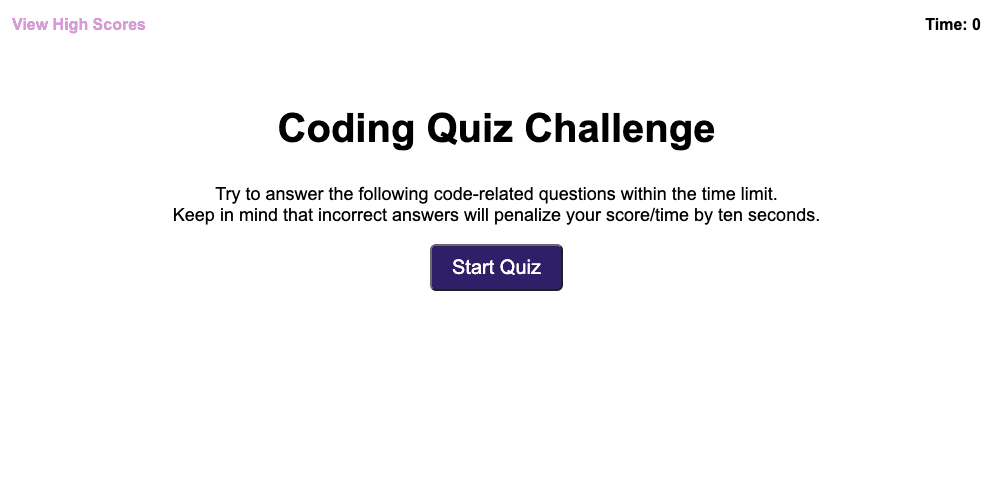 View High Scores
Time: 0
Coding Quiz Challenge
Try to answer the following code-related questions within the time limit.
Keep in mind that incorrect answers will penalize your score/time by ten seconds.
Start Quiz